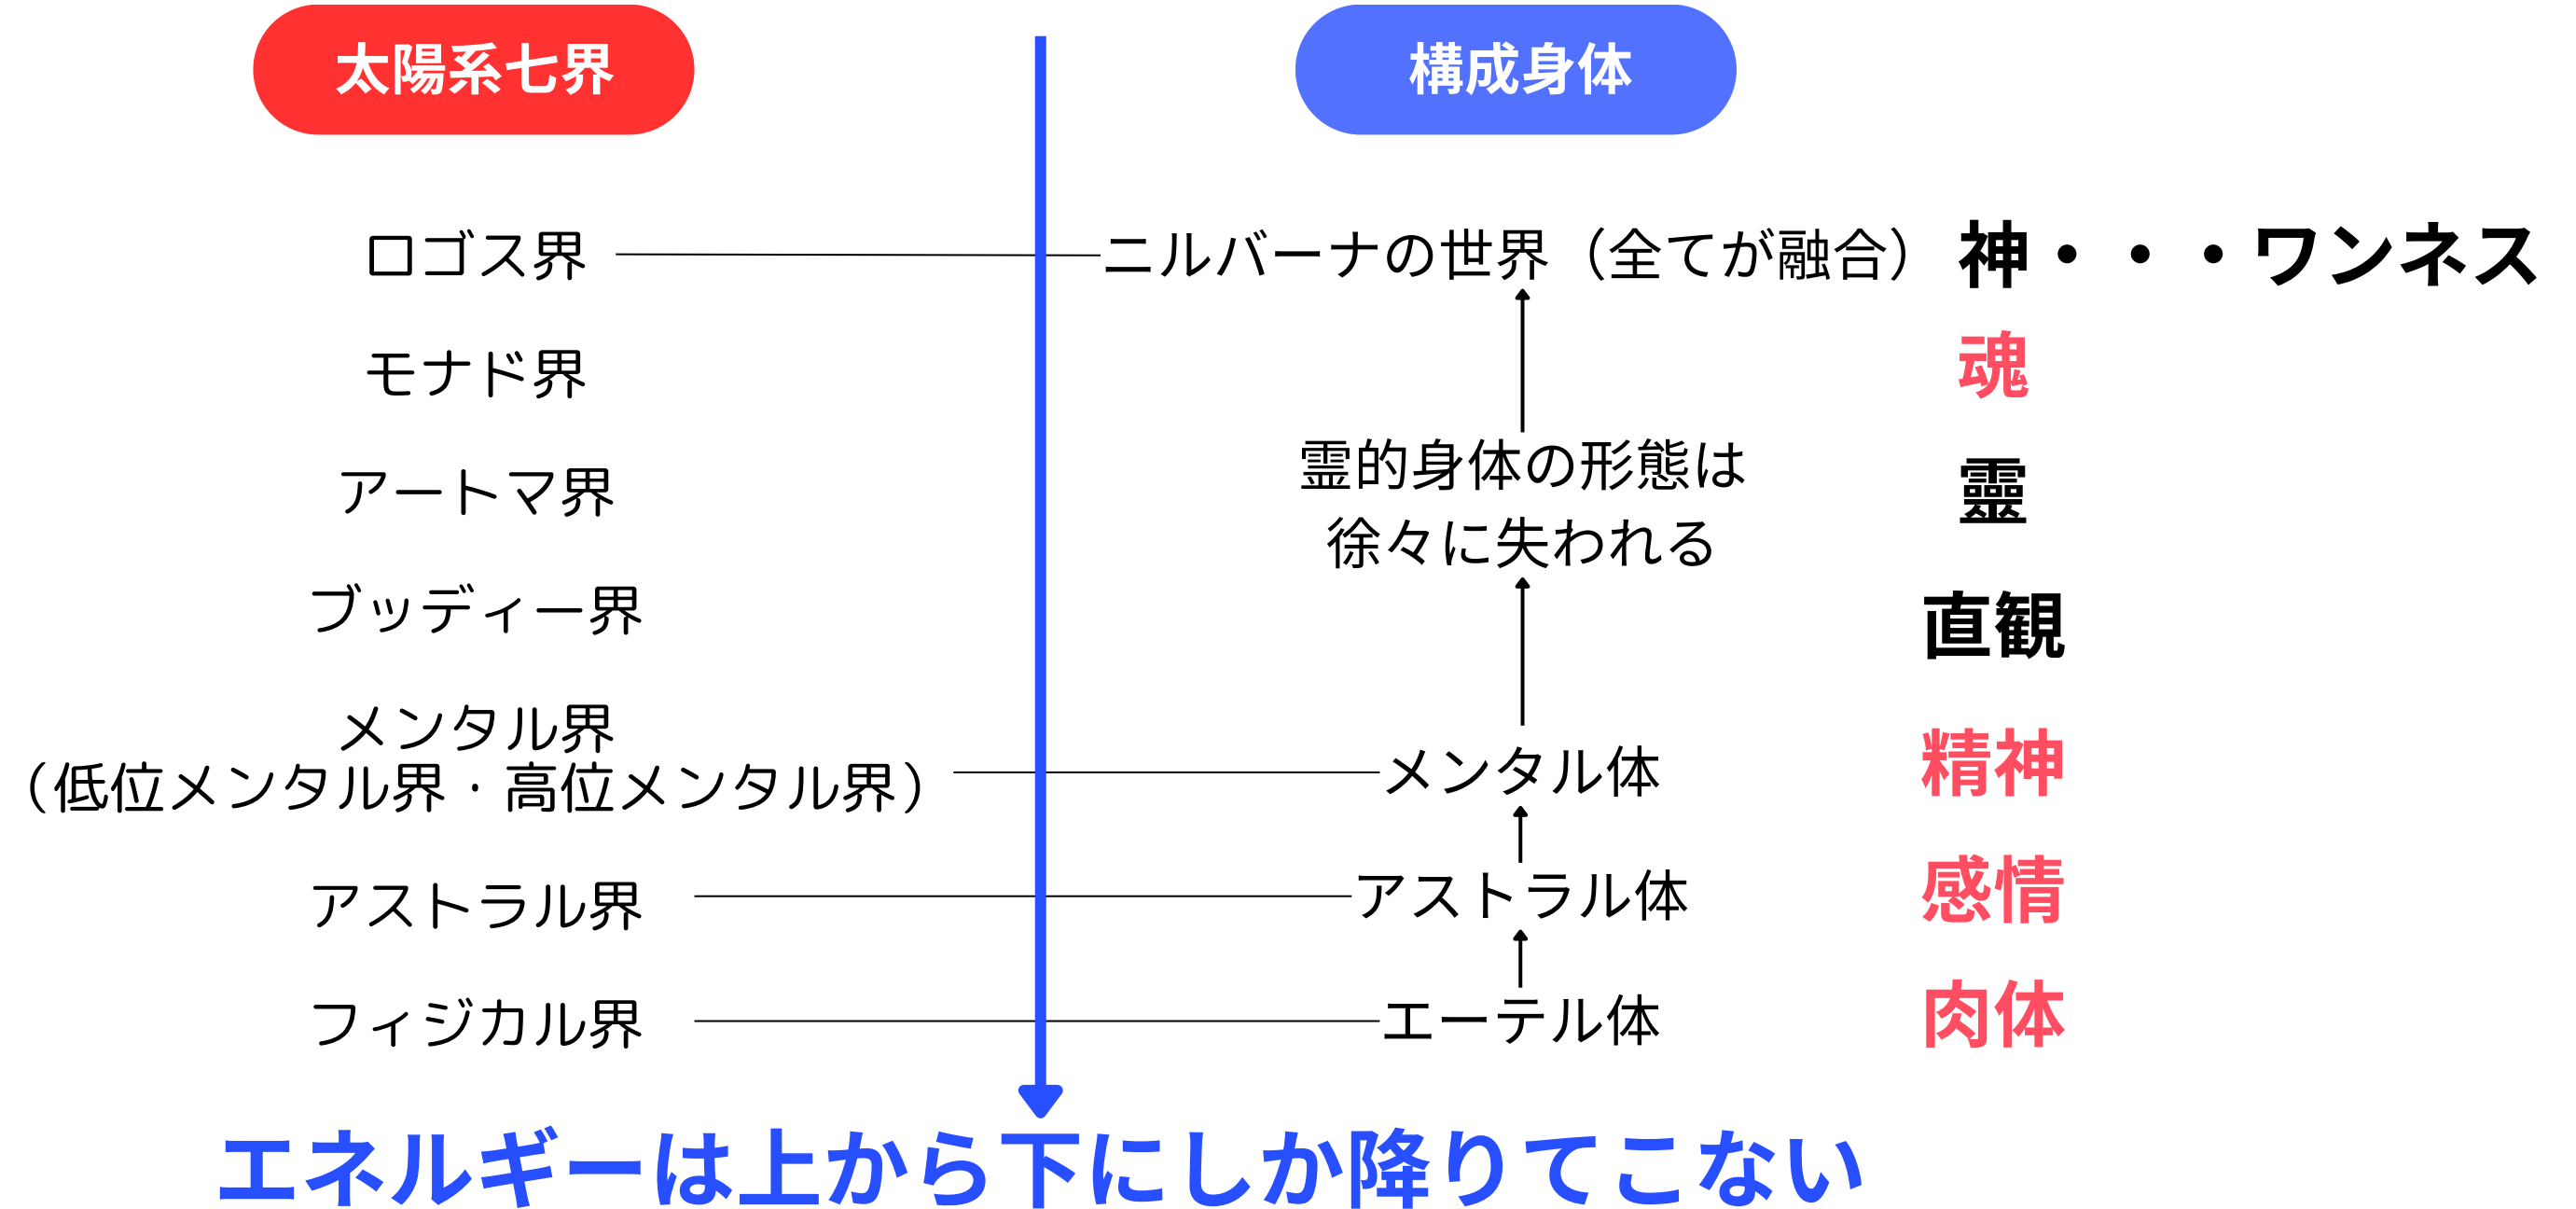 太陽系七界
構成身体
ロゴス界
ニルバーナの世界（全てが融合）
神・・・ワンネス
モナド界
魂
アートマ界
霊的身体の形態は
徐々に失われる
霊
ブッディー界
直観
メンタル界
（低位メンタル界・高位メンタル界）
メンタル体
精神
アストラル界
アストラル体
感情
フィジカル界
エーテル体
肉体
エネルギーは上から下にしか降りてこない